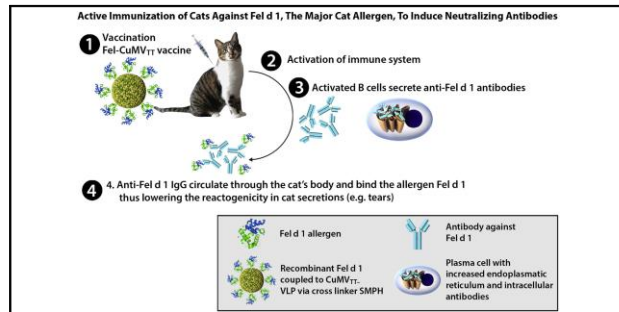 Active Immunization of Cats Against Fel d 1, The Major Cat Allergen, To Induce Neutralizing Antibodies
1 Vaccination
Fel-CuMVTT vaccine
2 Activation of immune system
3 Activated B cells secrete anti-Fel d 1 antibodies
4 4. Anti-Fel d 1 IgG circulate through the cat's body and bind the allergen Fel d 1
thus lowering the reactogenicity in cat secretions (e.g. tears)
Fel d 1 allergen
Antibody against
Fel d 1
Recombinant Fel d 1
coupled to CuMVTT-
VLP via cross linker SMPH
Plasma cell with
increased endoplasmatic
reticulum and intracellular
antibodies